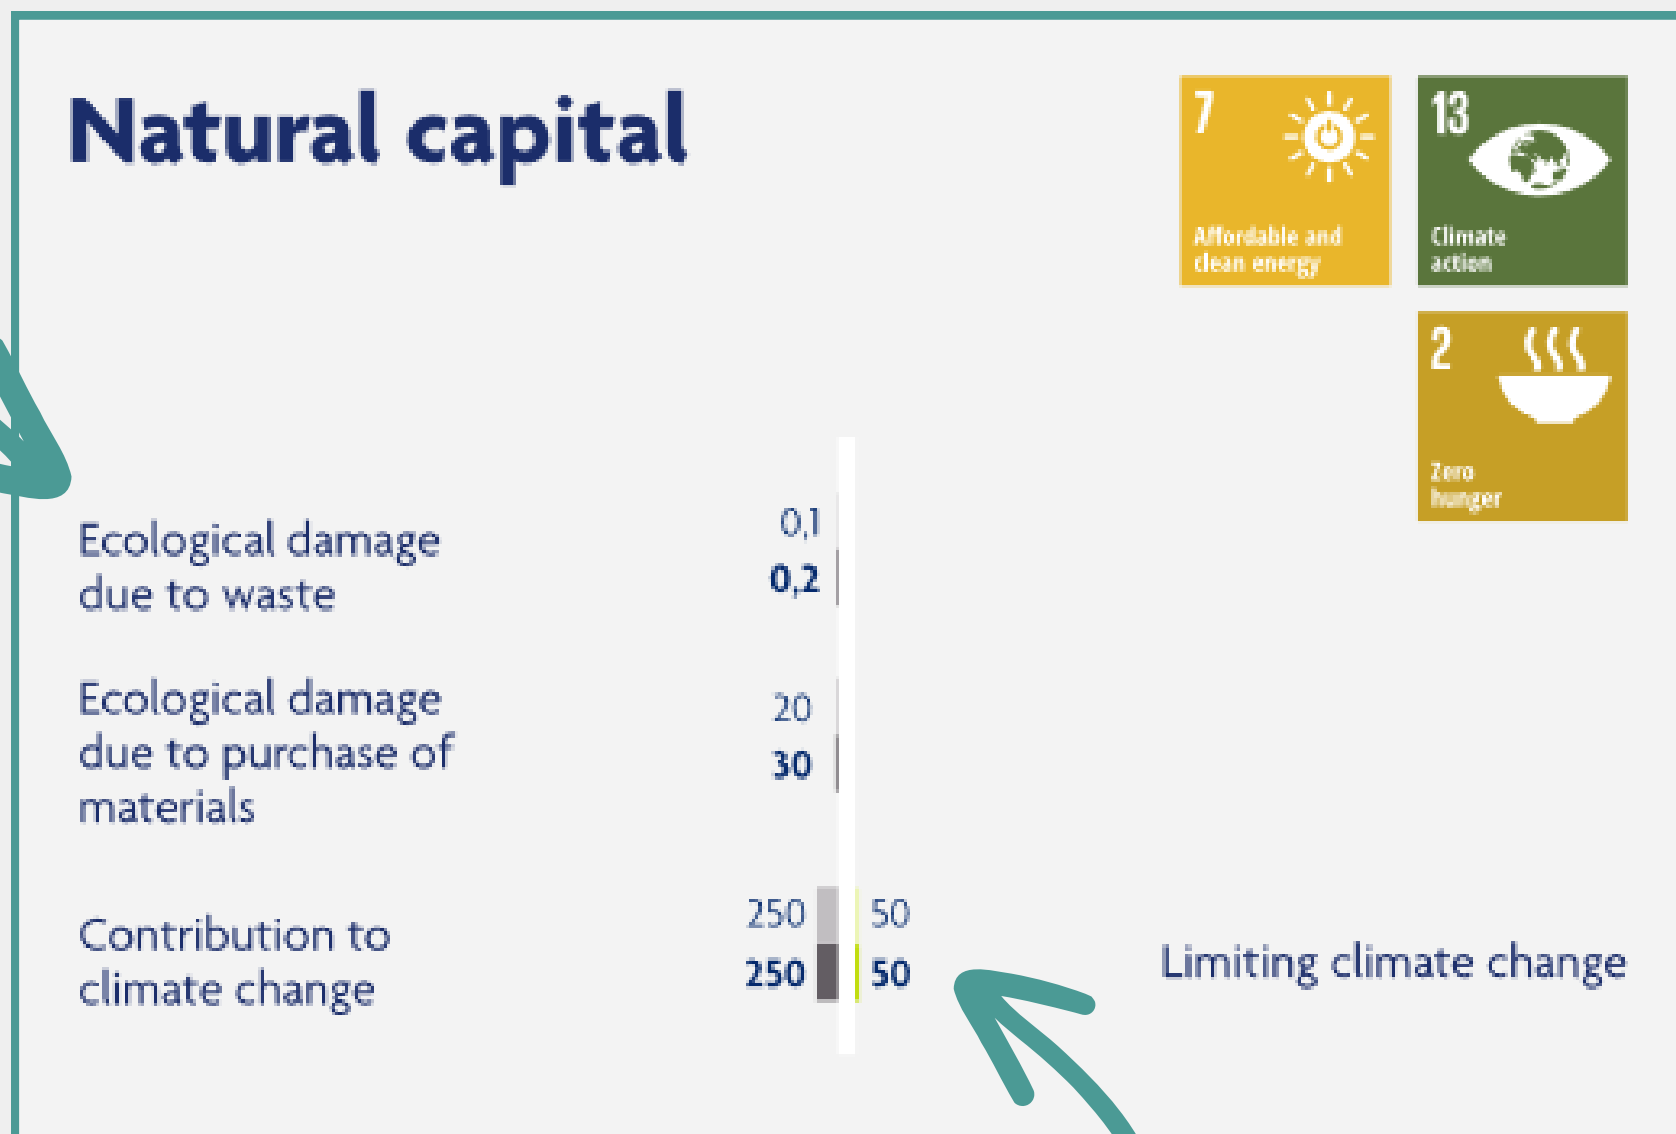 Natural capital
7
Affordable and
clean energy
13
Climate
action
2
Zero
hunger
Ecological damage
due to waste
0,1
0,2
Ecological damage
due to purchase of
materials
20
30
Contribution to
climate change
250 50
250 50
Limiting climate change